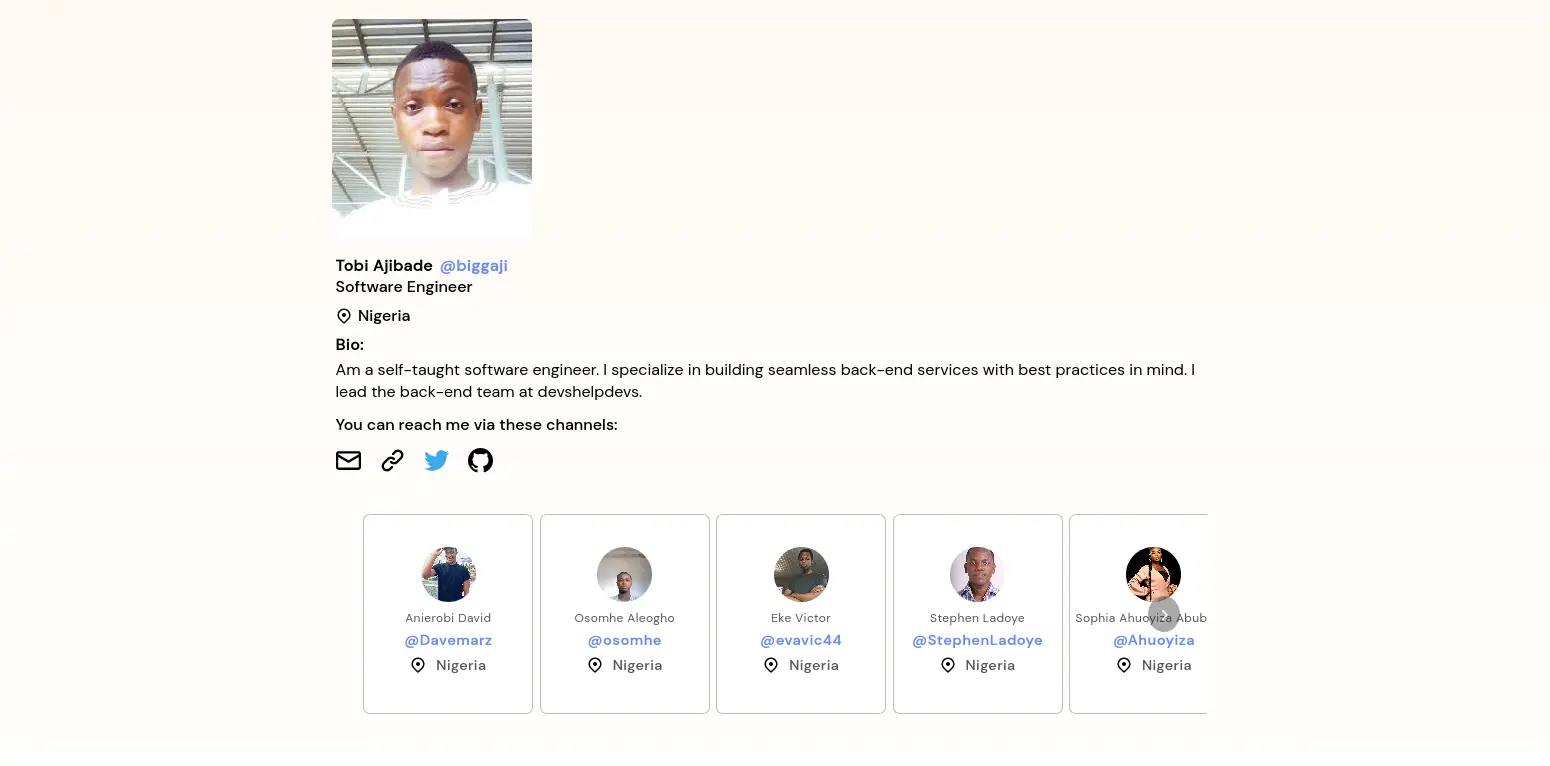 Tobi Ajibade @biggaji
Software Engineer
Nigeria
Bio:
Am a self-taught software engineer. I specialize in building seamless back-end services with best practices in mind. I
lead the back-end team at devshelpdevs.
You can reach me via these channels:
Anierobi David
@Davemarz
Nigeria
Osomhe Aleogho
@osomhe
Nigeria
Eke Victor
@evavic44
Nigeria
Stephen Ladoye
@StephenLadoye
Nigeria
Sophia Ahuoyiza Abub
@Ahuoyiza
Nigeria